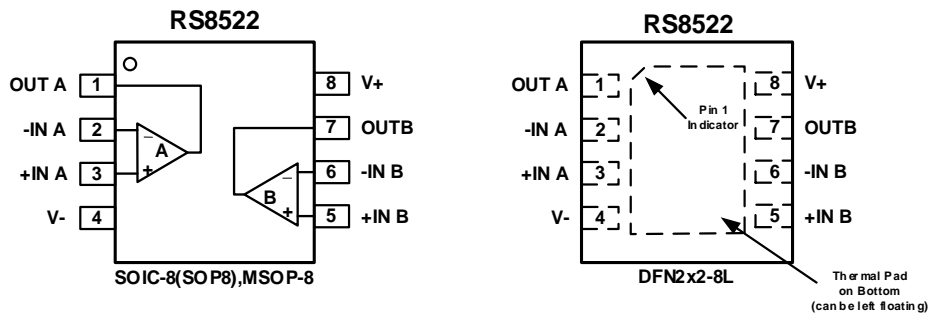 RS8522
OUT A 1
8 V+
-IN A 2
7 OUTB
A
+IN A 3
6 -IN B
B
V- 4
5 +IN B
SOIC-8(SOP8),MSOP-8
RS8522
OUT A 1
8 V+
Pin 1
Indicator
-IN A 2
7 OUTB
+IN A 3
6 -IN B
V- 4
5 +IN B
DFN2x2-8L
Thermal Pad
on Bottom
(can be left floating)